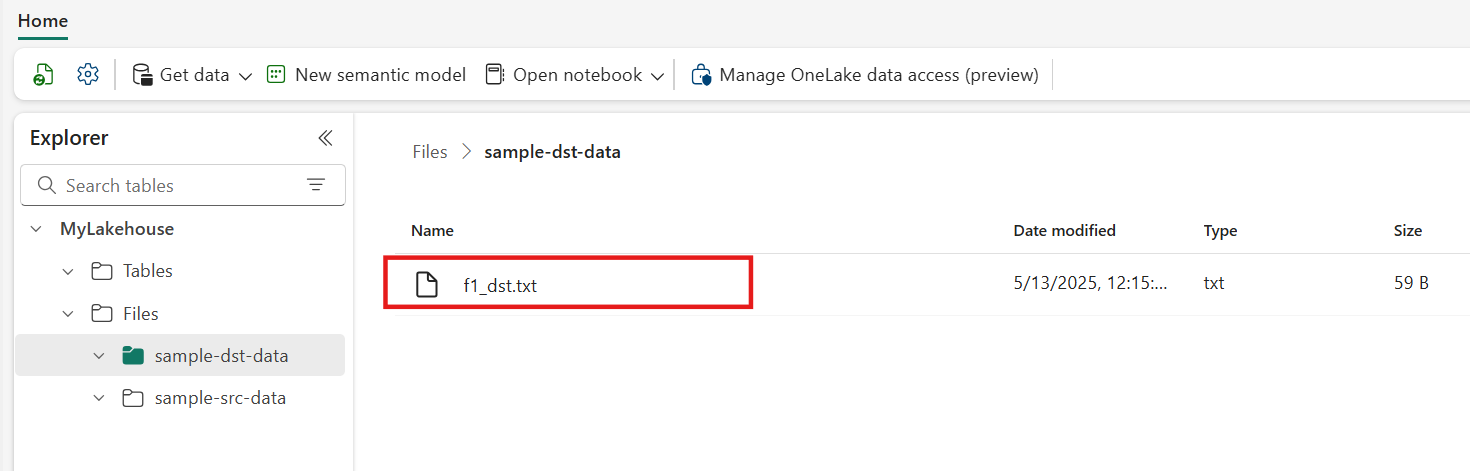 Home
Get data New semantic model Open notebook Manage OneLake data access (preview)
Explorer
Search tables
MyLakehouse
Tables
Files
sample-dst-data
sample-src-data
Files > sample-dst-data
Name Date modified Type Size
f1_dst.txt 5/13/2025, 12:15:... txt 59 B